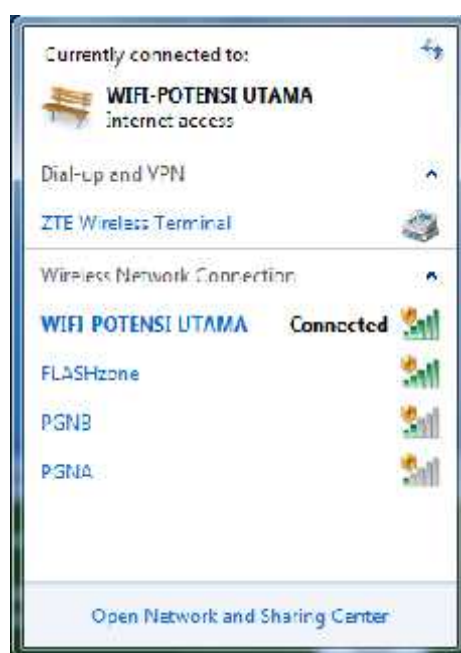 Currently connected to:
WIFI-POTENSI UTAMA
Internet access
Dial-up and VPN
ZTE Wireless Terminal
Wireless Network Connection
WIFI-POTENSI UTAMA Connected
FLASHzone
PGNB
PGNA
Open Network and Sharing Center